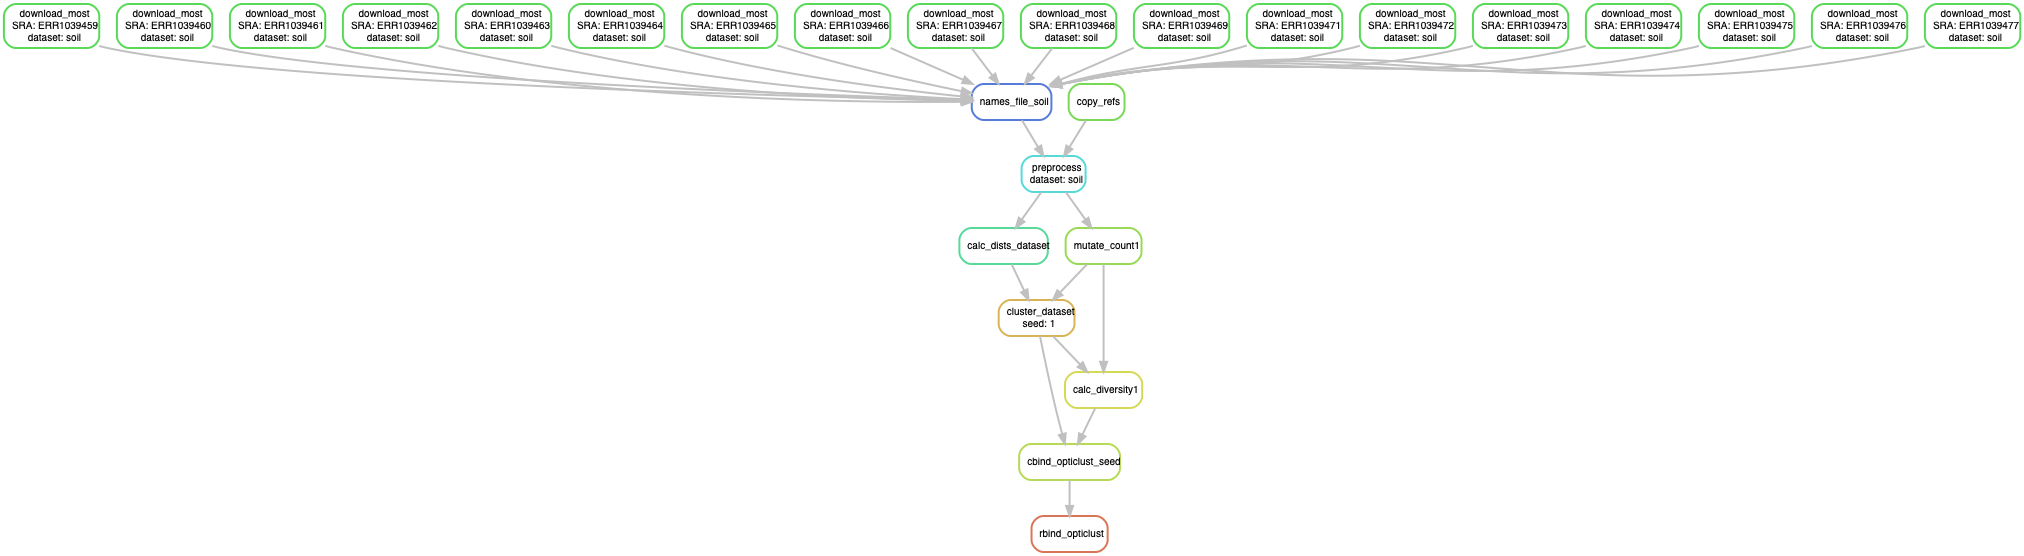 download_most
SRA: ERR1039459
dataset: soil
download_most
SRA: ERR1039460
dataset: soil
download_most
SRA: ERR1039461
dataset: soil
download_most
SRA: ERR1039462
dataset: soil
download_most
SRA: ERR1039463
dataset: soil
download_most
SRA: ERR1039464
dataset: soil
download_most
SRA: ERR1039465
dataset: soil
download_most
SRA: ERR1039466
dataset: soil
download_most
SRA: ERR1039467
dataset: soil
download_most
SRA: ERR1039468
dataset: soil
download_most
SRA: ERR1039469
dataset: soil
download_most
SRA: ERR1039471
dataset: soil
download_most
SRA: ERR1039472
dataset: soil
download_most
SRA: ERR1039473
dataset: soil
download_most
SRA: ERR1039474
dataset: soil
download_most
SRA: ERR1039475
dataset: soil
download_most
SRA: ERR1039476
dataset: soil
download_most
SRA: ERR1039477
dataset: soil
names_file_soil
copy_refs
preprocess
dataset: soil
calc_dists_dataset
mutate_count1
cluster_dataset
seed: 1
calc_diversity1
cbind_opticlust_seed
rbind_opticlust